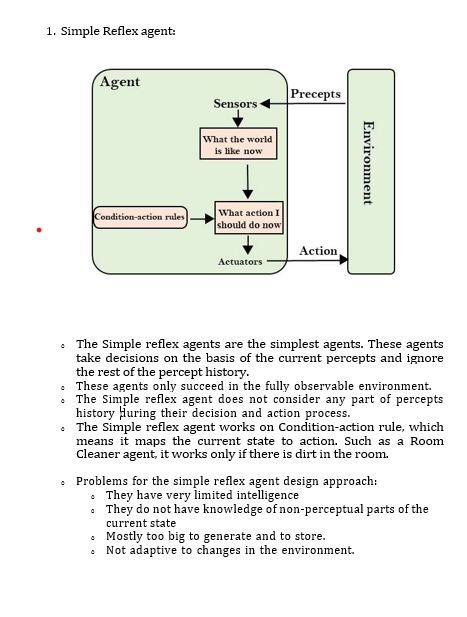 1. Simple Reflex agent:
Agent
Precepts
Sensors
What the world
is like now
Environment
Condition-action rules
What action I
should do now
Action
Actuators
◦ The Simple reflex agents are the simplest agents. These agents
take decisions on the basis of the current percepts and ignore
the rest of the percept history.
◦ These agents only succeed in the fully observable environment.
◦ The Simple reflex agent does not consider any part of percepts
history during their decision and action process.
◦ The Simple reflex agent works on Condition-action rule, which
means it maps the current state to action. Such as a Room
Cleaner agent, it works only if there is dirt in the room.
◦ Problems for the simple reflex agent design approach:
◦ They have very limited intelligence
◦ They do not have knowledge of non-perceptual parts of the
current state
◦ Mostly too big to generate and to store.
◦ Not adaptive to changes in the environment.